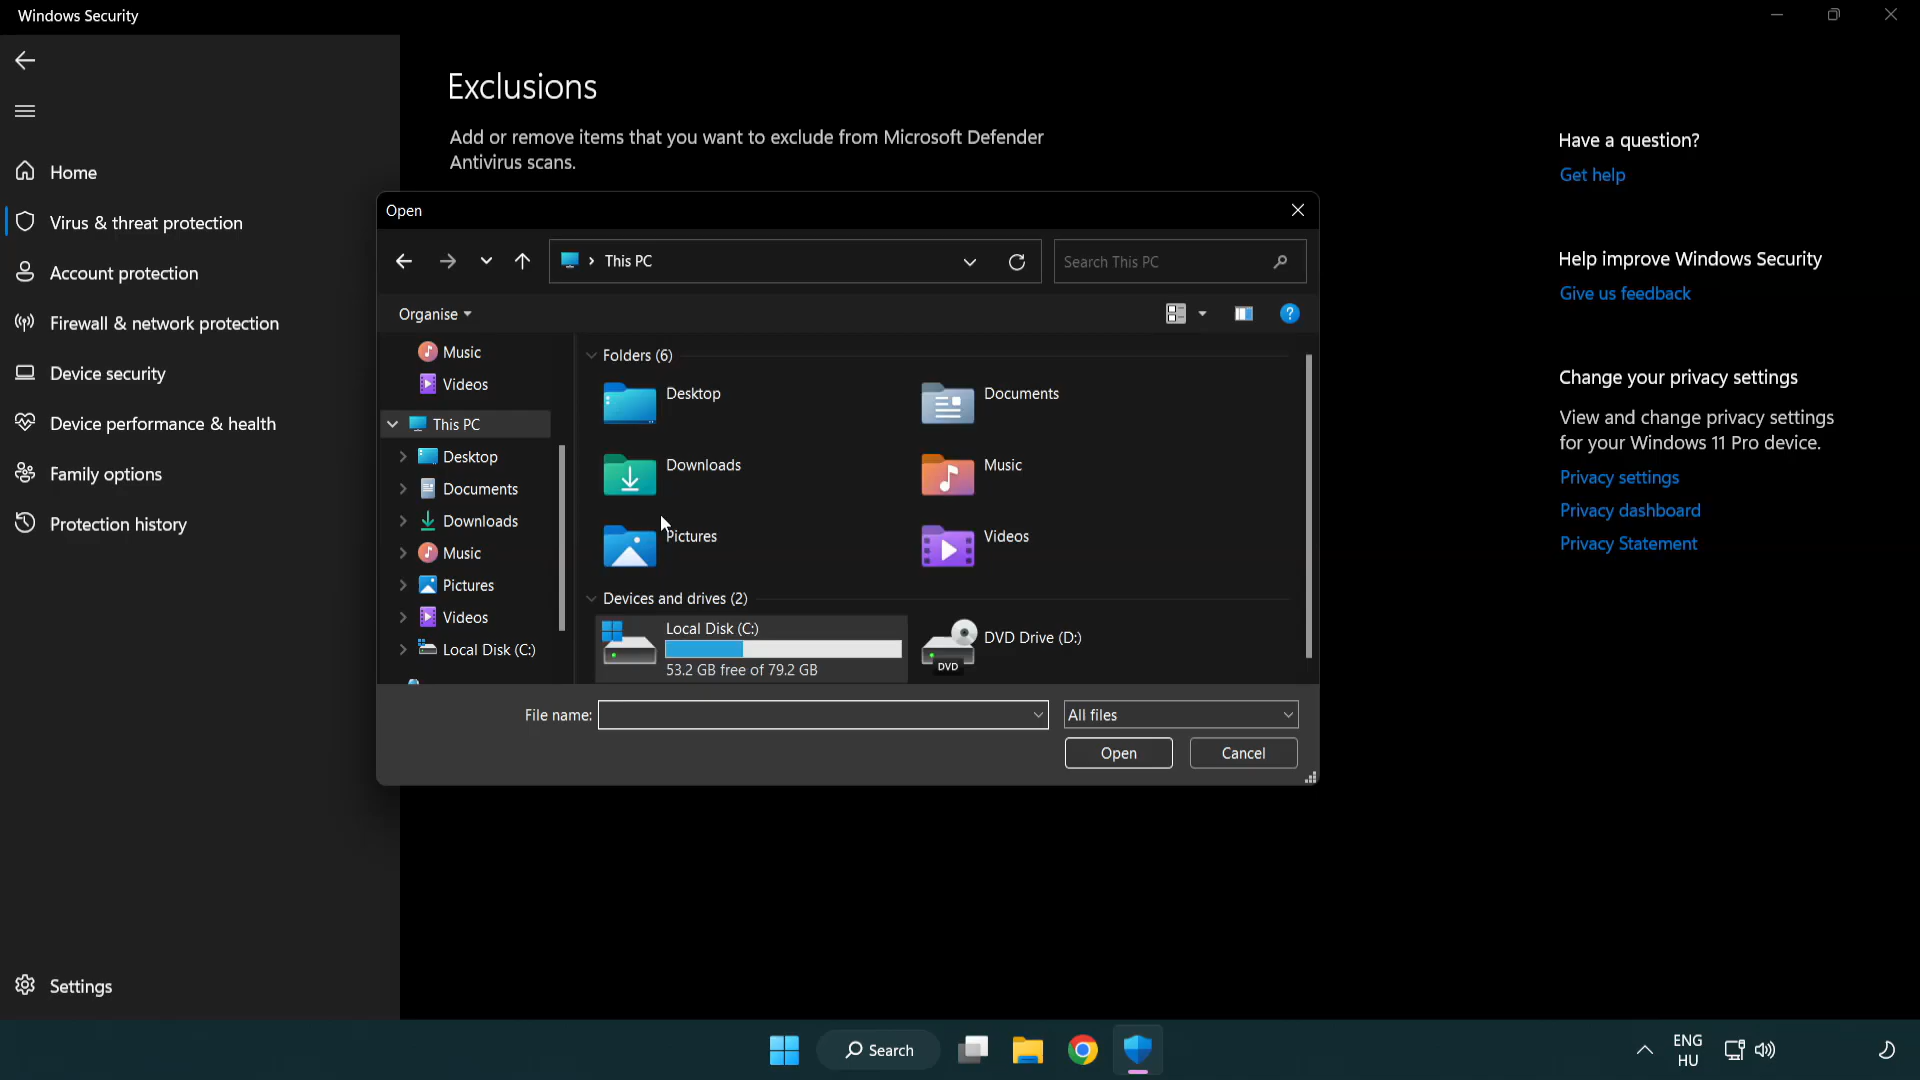 Windows Security
Home
Virus & threat protection
Account protection
Firewall & network protection
Device security
Device performance & health
Family options
Protection history
Settings
Exclusions
Add or remove items that you want to exclude from Microsoft Defender
Antivirus scans.
Open
This PC
Search This PC
Organise
?
Music
Videos
This PC
Desktop
Documents
Downloads
Music
Pictures
Videos
Local Disk (C:)
Folders (6)
Desktop
Documents
Downloads
Music
Pictures
Videos
Devices and drives (2)
Local Disk (C:)
53.2 GB free of 79.2 GB
DVD Drive (D:)
DVD
File name:
All files
Open
Cancel
Have a question?
Get help
Help improve Windows Security
Give us feedback
Change your privacy settings
View and change privacy settings
for your Windows 11 Pro device.
Privacy settings
Privacy dashboard
Privacy Statement
Search
ENG
HU